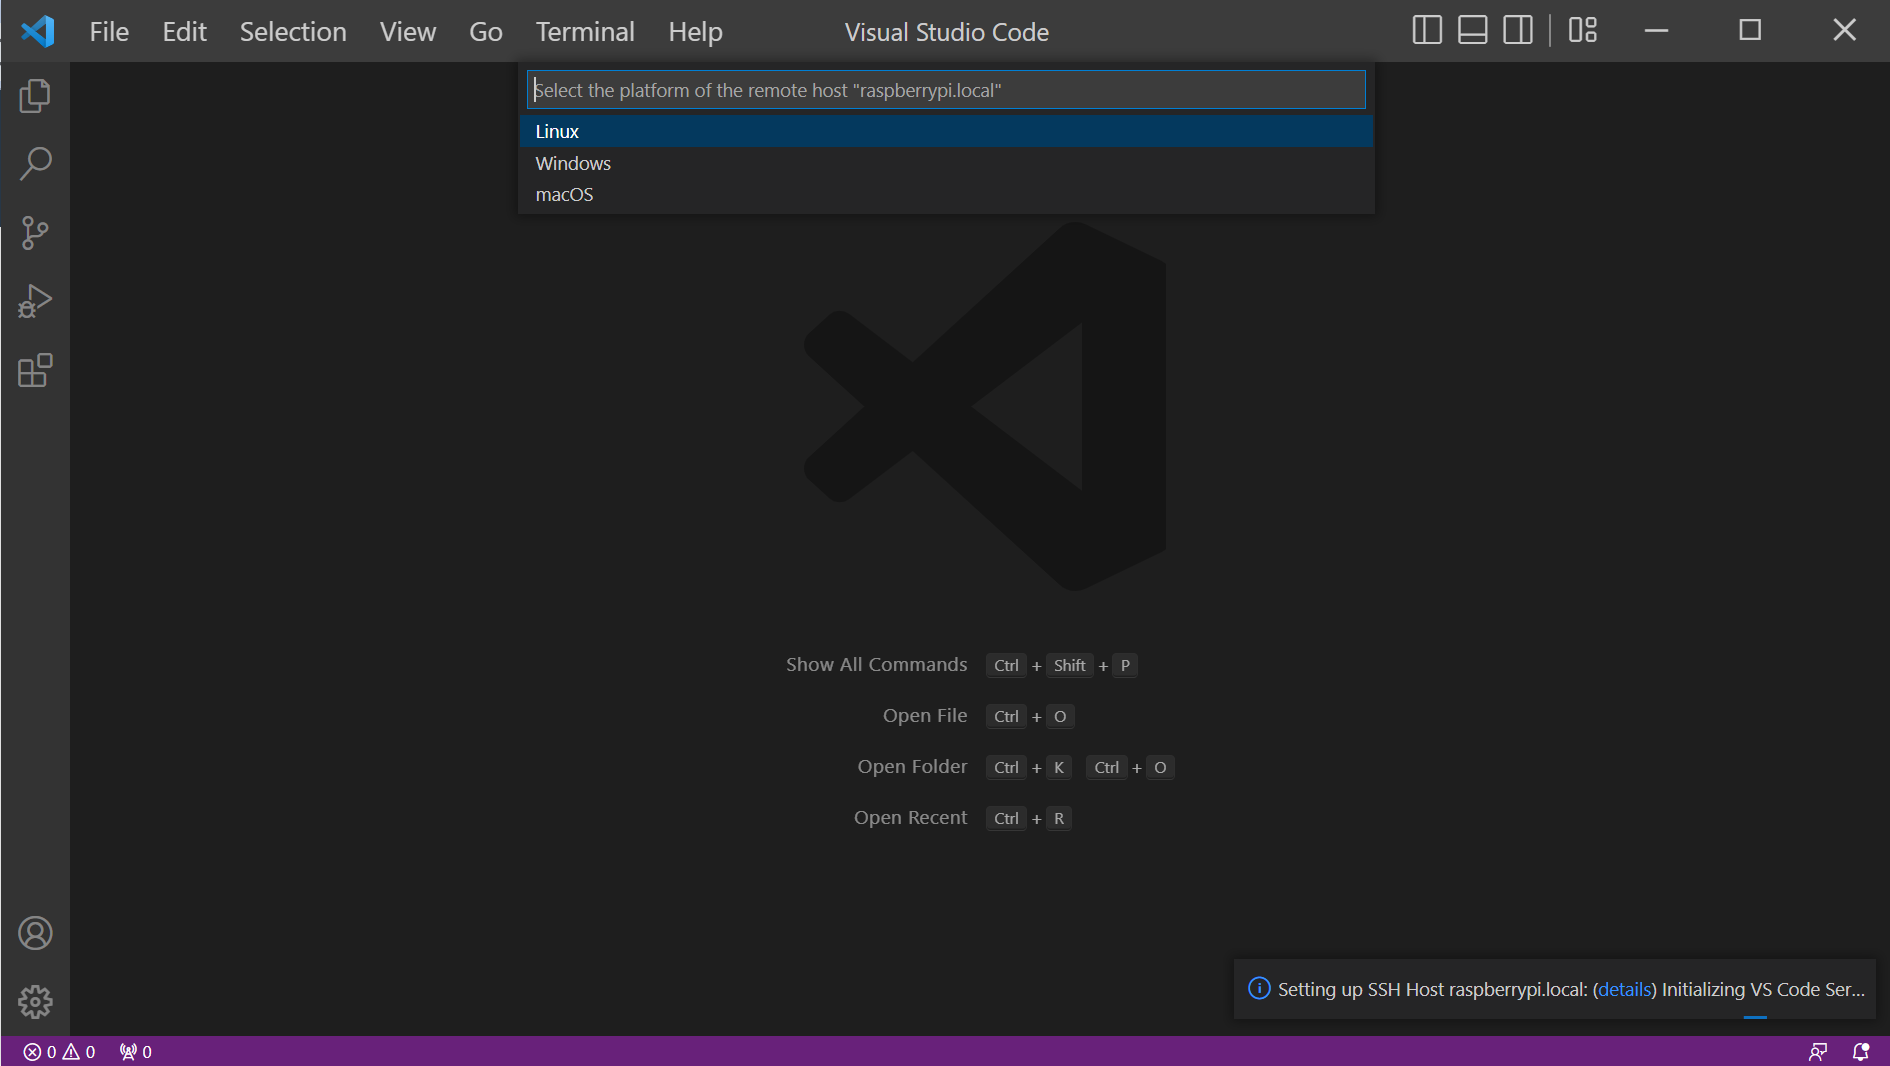 File Edit Selection View Go Terminal Help Visual Studio Code
Select the platform of the remote host "raspberrypi.local"
Linux
Windows
macOS
Show All Commands Ctrl + Shift + P
Open File Ctrl + O
Open Folder Ctrl + K Ctrl + O
Open Recent Ctrl + R
Setting up SSH Host raspberrypi.local: (details) Initializing VS Code Ser...
0 0 0